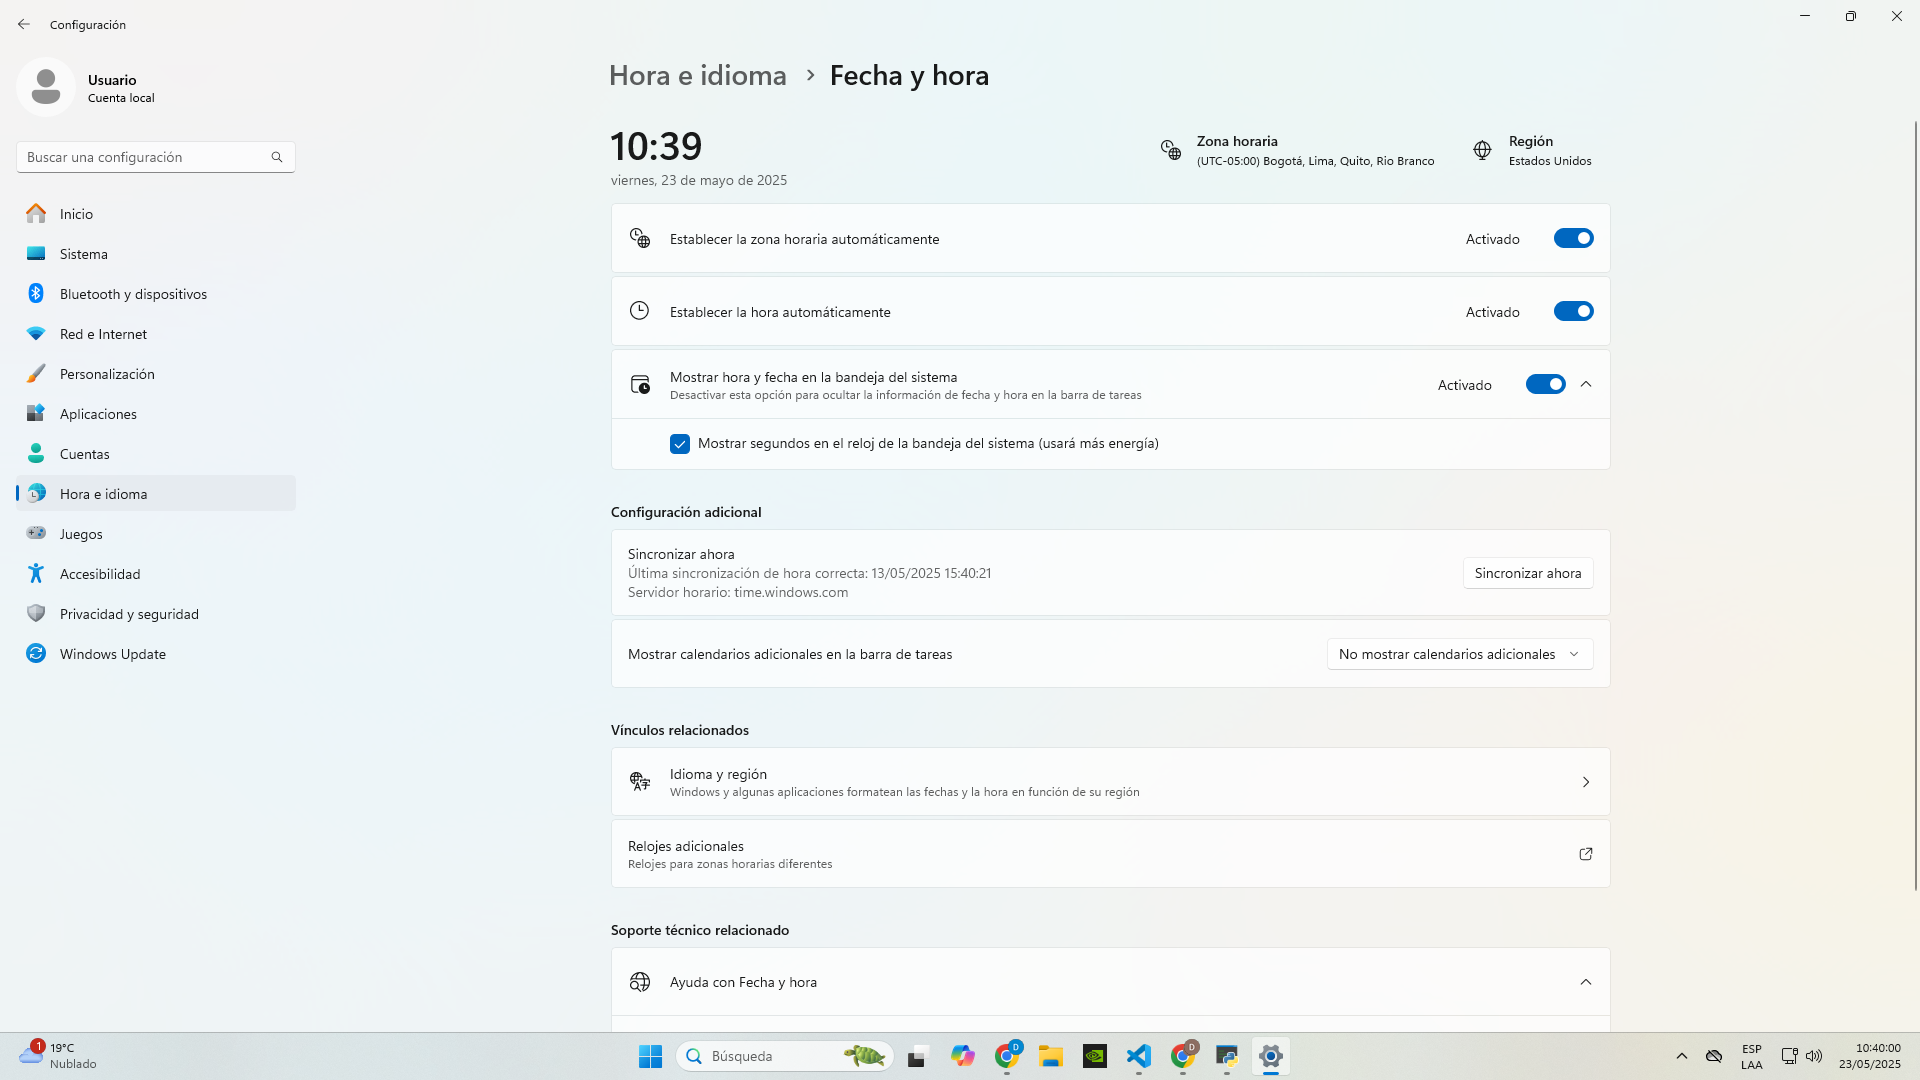 Configuración
Usuario
Cuenta local
Buscar una configuración
Inicio
Sistema
Bluetooth y dispositivos
Red e Internet
Personalización
Aplicaciones
Cuentas
Hora e idioma
Juegos
Accesibilidad
Privacidad y seguridad
Windows Update
Hora e idioma > Fecha y hora
10:39
viernes, 23 de mayo de 2025
Zona horaria
(UTC-05:00) Bogotá, Lima, Quito, Rio Branco
Región
Estados Unidos
Establecer la zona horaria automáticamente
Activado
Establecer la hora automáticamente
Activado
Mostrar hora y fecha en la bandeja del sistema
Desactivar esta opción para ocultar la información de fecha y hora en la barra de tareas
Activado
Mostrar segundos en el reloj de la bandeja del sistema (usará más energía)
Configuración adicional
Sincronizar ahora
Última sincronización de hora correcta: 13/05/2025 15:40:21
Servidor horario: time.windows.com
Sincronizar ahora
Mostrar calendarios adicionales en la barra de tareas
No mostrar calendarios adicionales
Vínculos relacionados
Idioma y región
Windows y algunas aplicaciones formatean las fechas y la hora en función de su región
Relojes adicionales
Relojes para zonas horarias diferentes
Soporte técnico relacionado
Ayuda con Fecha y hora
1
19°C
Nublado
Búsqueda
D
D
ESP
LAA
10:40:00
23/05/2025